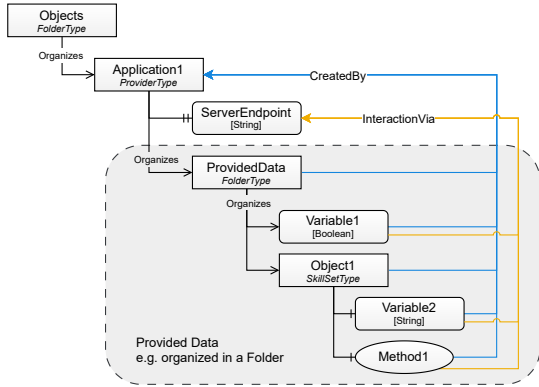 Objects
FolderType
Organizes
Application1
ProviderType
CreatedBy
ServerEndpoint
[String]
InteractionVia
Organizes
ProvidedData
FolderType
Organizes
Variable1
[Boolean]
Object1
SkillSetType
Variable2
[String]
Provided Data
e.g. organized in a Folder
Method1